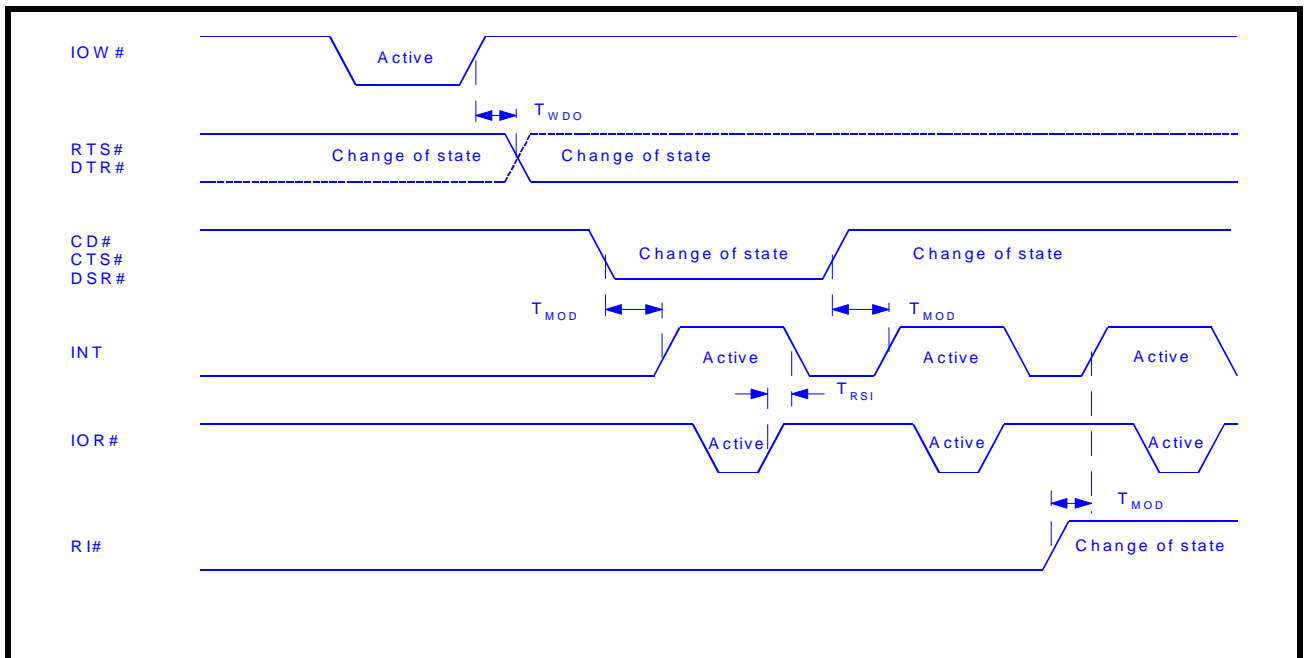 IOW#
Active
TWDO
RTS#
DTR#
Change of state
Change of state
CD#
CTS#
DSR#
Change of state
Change of state
TMOD
TMOD
INT
Active
Active
Active
TRSI
IOR#
Active
Active
Active
TMOD
RI#
Change of state